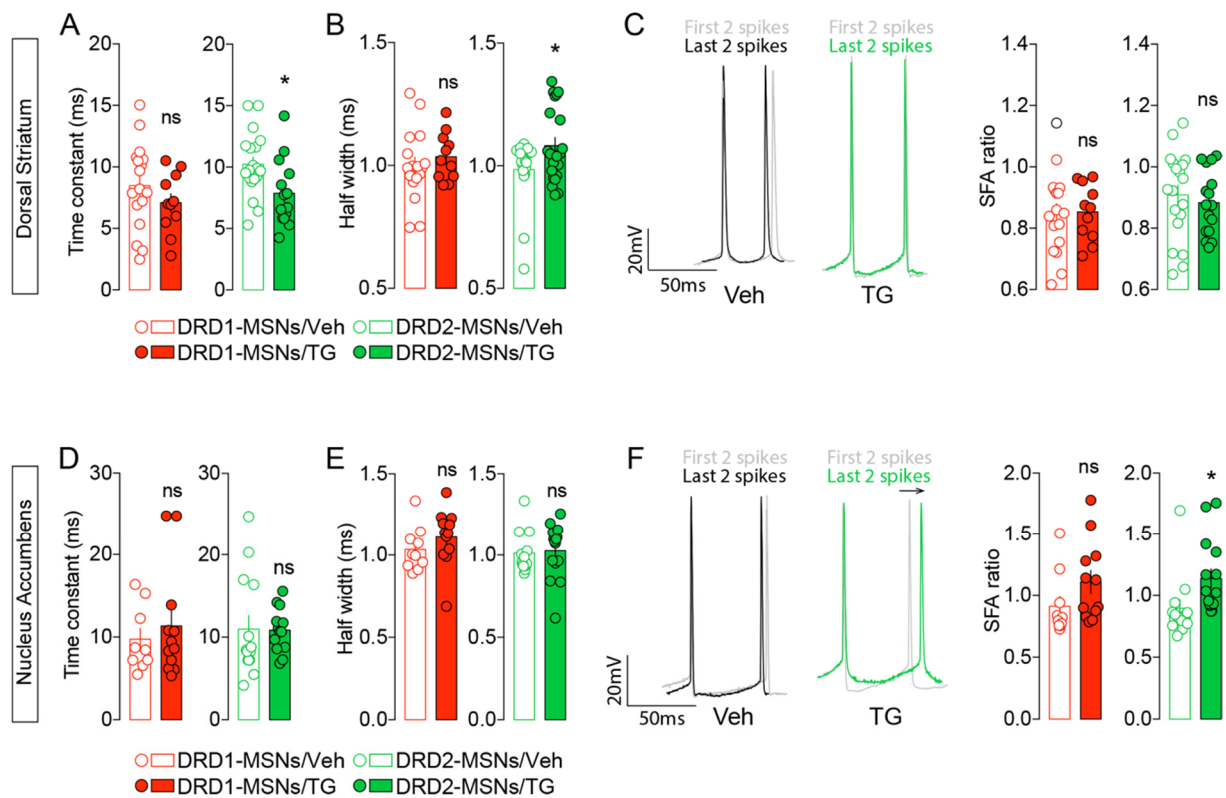 A
B
C
Dorsal Striatum
Time constant (ms)
20
15
10
5
0
ns
20
15
10
5
0
*
Half width (ms)
1.5
1.0
0.5
ns
1.5
1.0
0.5
*
First 2 spikes
Last 2 spikes
First 2 spikes
Last 2 spikes
20mV
50ms
Veh
TG
SFA ratio
1.4
1.2
1.0
0.8
0.6
ns
1.4
1.2
1.0
0.8
0.6
ns
DRD1-MSNs/Veh
DRD2-MSNs/Veh
DRD1-MSNs/TG
DRD2-MSNs/TG
D
E
F
Nucleus Accumbens
Time constant (ms)
30
20
10
0
ns
30
20
10
0
ns
Half width (ms)
1.5
1.0
0.5
0.0
ns
1.5
1.0
0.5
0.0
ns
First 2 spikes
Last 2 spikes
First 2 spikes
Last 2 spikes
20mV
50ms
Veh
TG
SFA ratio
2.0
1.5
1.0
0.5
0.0
ns
2.0
1.5
1.0
0.5
0.0
*
DRD1-MSNs/Veh
DRD2-MSNs/Veh
DRD1-MSNs/TG
DRD2-MSNs/TG